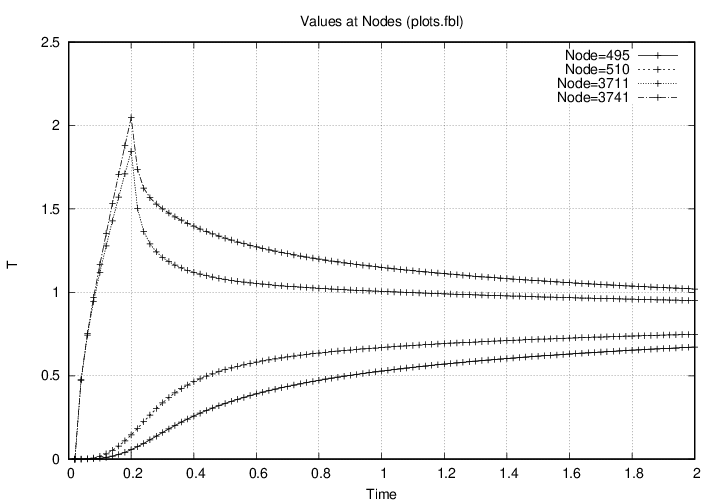 Values at Nodes (plots.fbl)
2.5
Node=495
Node=510
Node=3711
Node=3741
2
1.5
T
1
0.5
0
0 0.2 0.4 0.6 0.8 1 1.2 1.4 1.6 1.8 2
Time